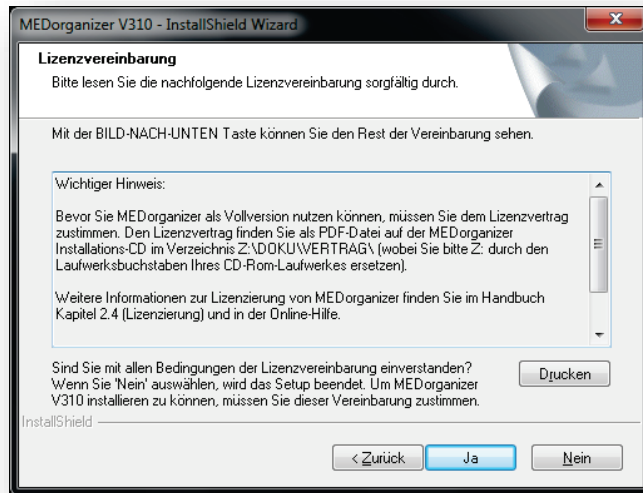 MEDorganizer V310 - InstallShield Wizard
Lizenzvereinbarung
Bitte lesen Sie die nachfolgende Lizenzvereinbarung sorgfältig durch.
Mit der BILD-NACH-UNTEN Taste können Sie den Rest der Vereinbarung sehen.
Wichtiger Hinweis:
Bevor Sie MEDorganizer als Vollversion nutzen können, müssen Sie dem Lizenzvertrag
zustimmen. Den Lizenzvertrag finden Sie als PDF-Datei auf der MEDorganizer
Installations-CD im Verzeichnis Z:\DOKU\VERTRAG\ (wobei Sie bitte Z: durch den
Laufwerksbuchstaben Ihres CD-Rom-Laufwerkes ersetzen).
Weitere Informationen zur Lizenzierung von MEDorganizer finden Sie im Handbuch
Kapitel 2.4 (Lizenzierung) und in der Online-Hilfe.
Sind Sie mit allen Bedingungen der Lizenzvereinbarung einverstanden?
Wenn Sie 'Nein' auswählen, wird das Setup beendet. Um MEDorganizer
V310 installieren zu können, müssen Sie dieser Vereinbarung zustimmen.
Drucken
InstallShield
< Zurück
Ja
Nein